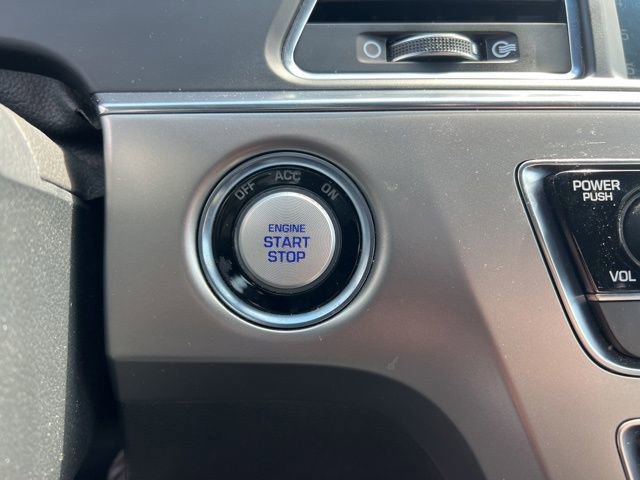 OFF ACC ON
ENGINE
START
STOP
POWER
PUSH
VOL